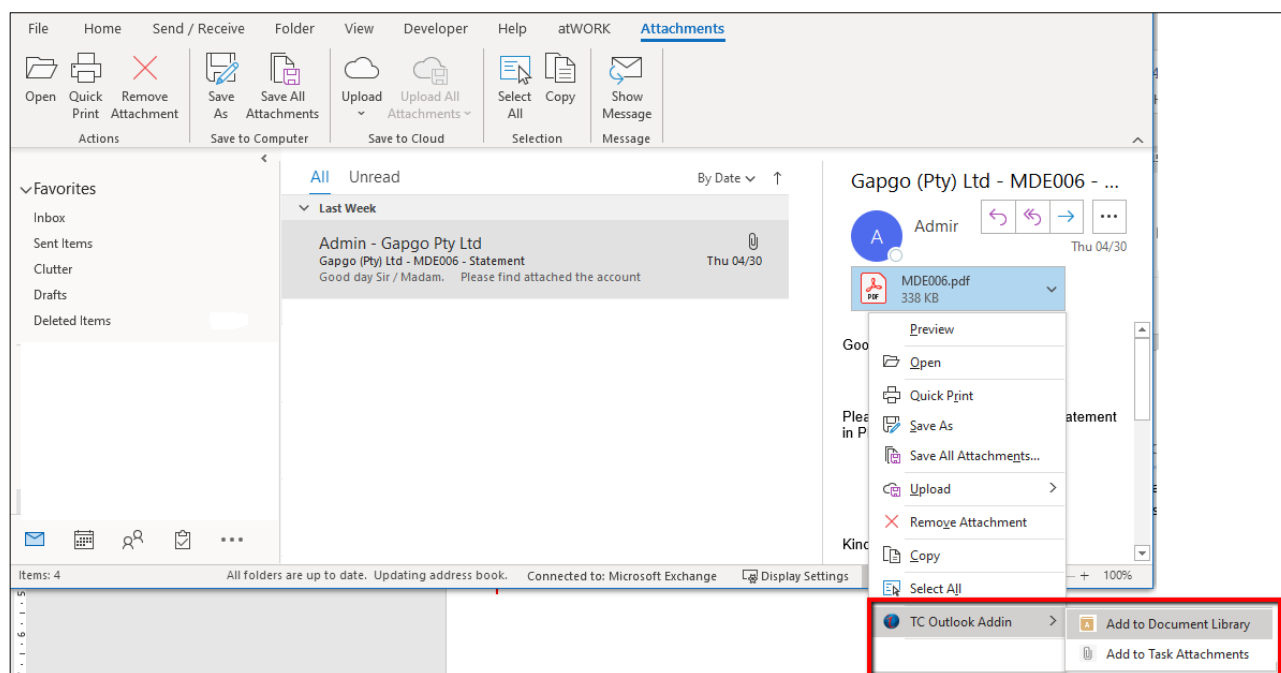 File Home Send / Receive Folder View Developer Help atWORK Attachments
Open Quick Print Remove Attachment Save As Save All Attachments Upload Upload All Attachments Select All Copy Show Message
Actions Save to Computer Save to Cloud Selection Message
Favorites
Inbox
Sent Items
Clutter
Drafts
Deleted Items
All Unread By Date
Last Week
Admin - Gapgo Pty Ltd
Gapgo (Pty) Ltd - MDE006 - Statement Thu 04/30
Good day Sir / Madam. Please find attached the account
Gapgo (Pty) Ltd - MDE006 - ...
A
Admir
Thu 04/30
MDE006.pdf
PDF
338 KB
Preview
Open
Quick Print
Save As
Save All Attachments...
Upload
Remove Attachment
Copy
Select All
TC Outlook Addin
Add to Document Library
Add to Task Attachments
Items: 4 All folders are up to date. Updating address book. Connected to: Microsoft Exchange Display Settings 100%